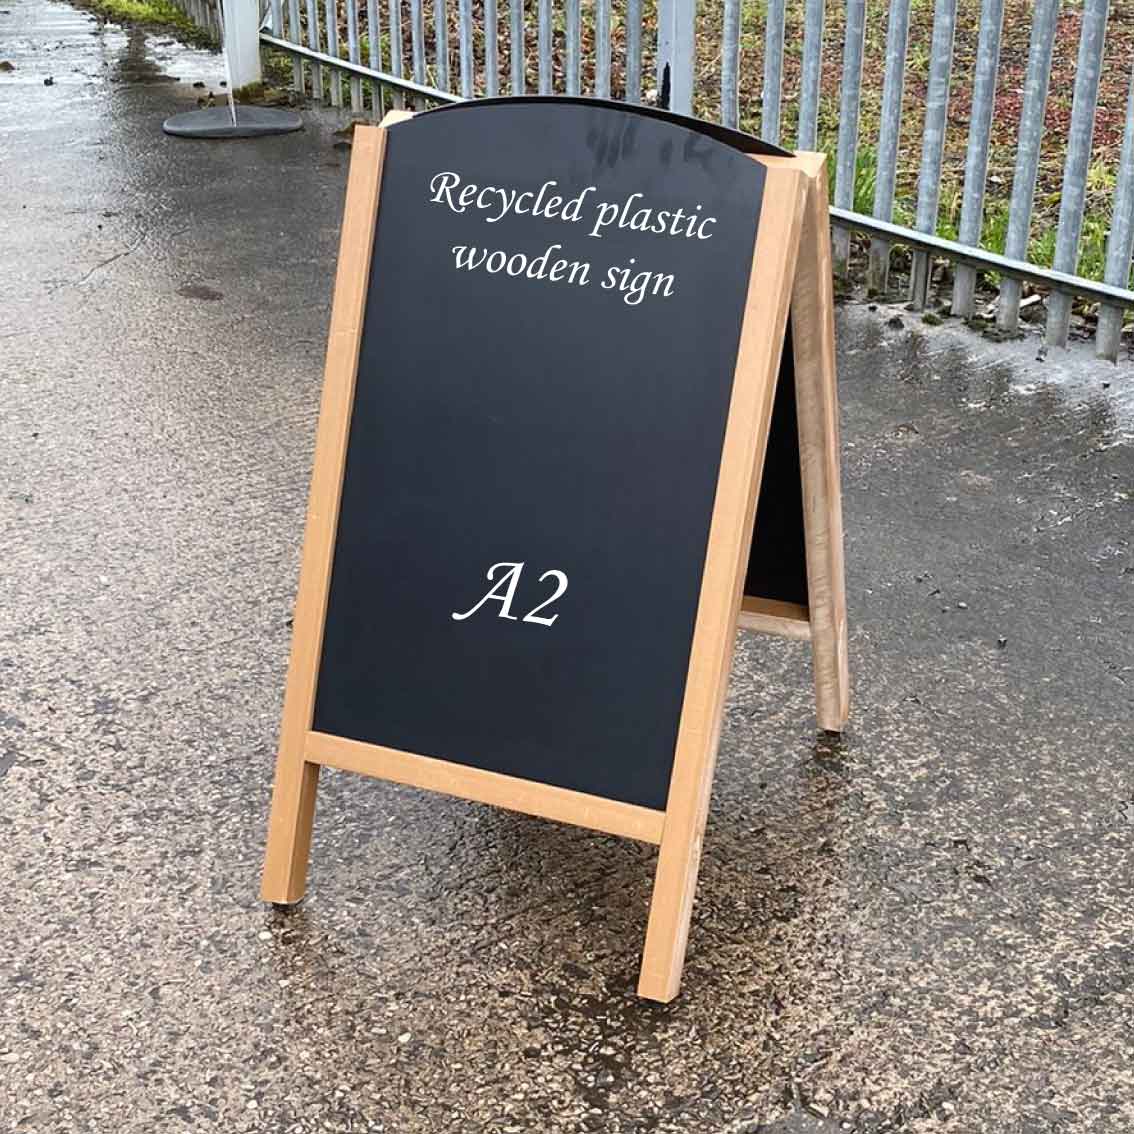 Recycled plastic
wooden sign
A2